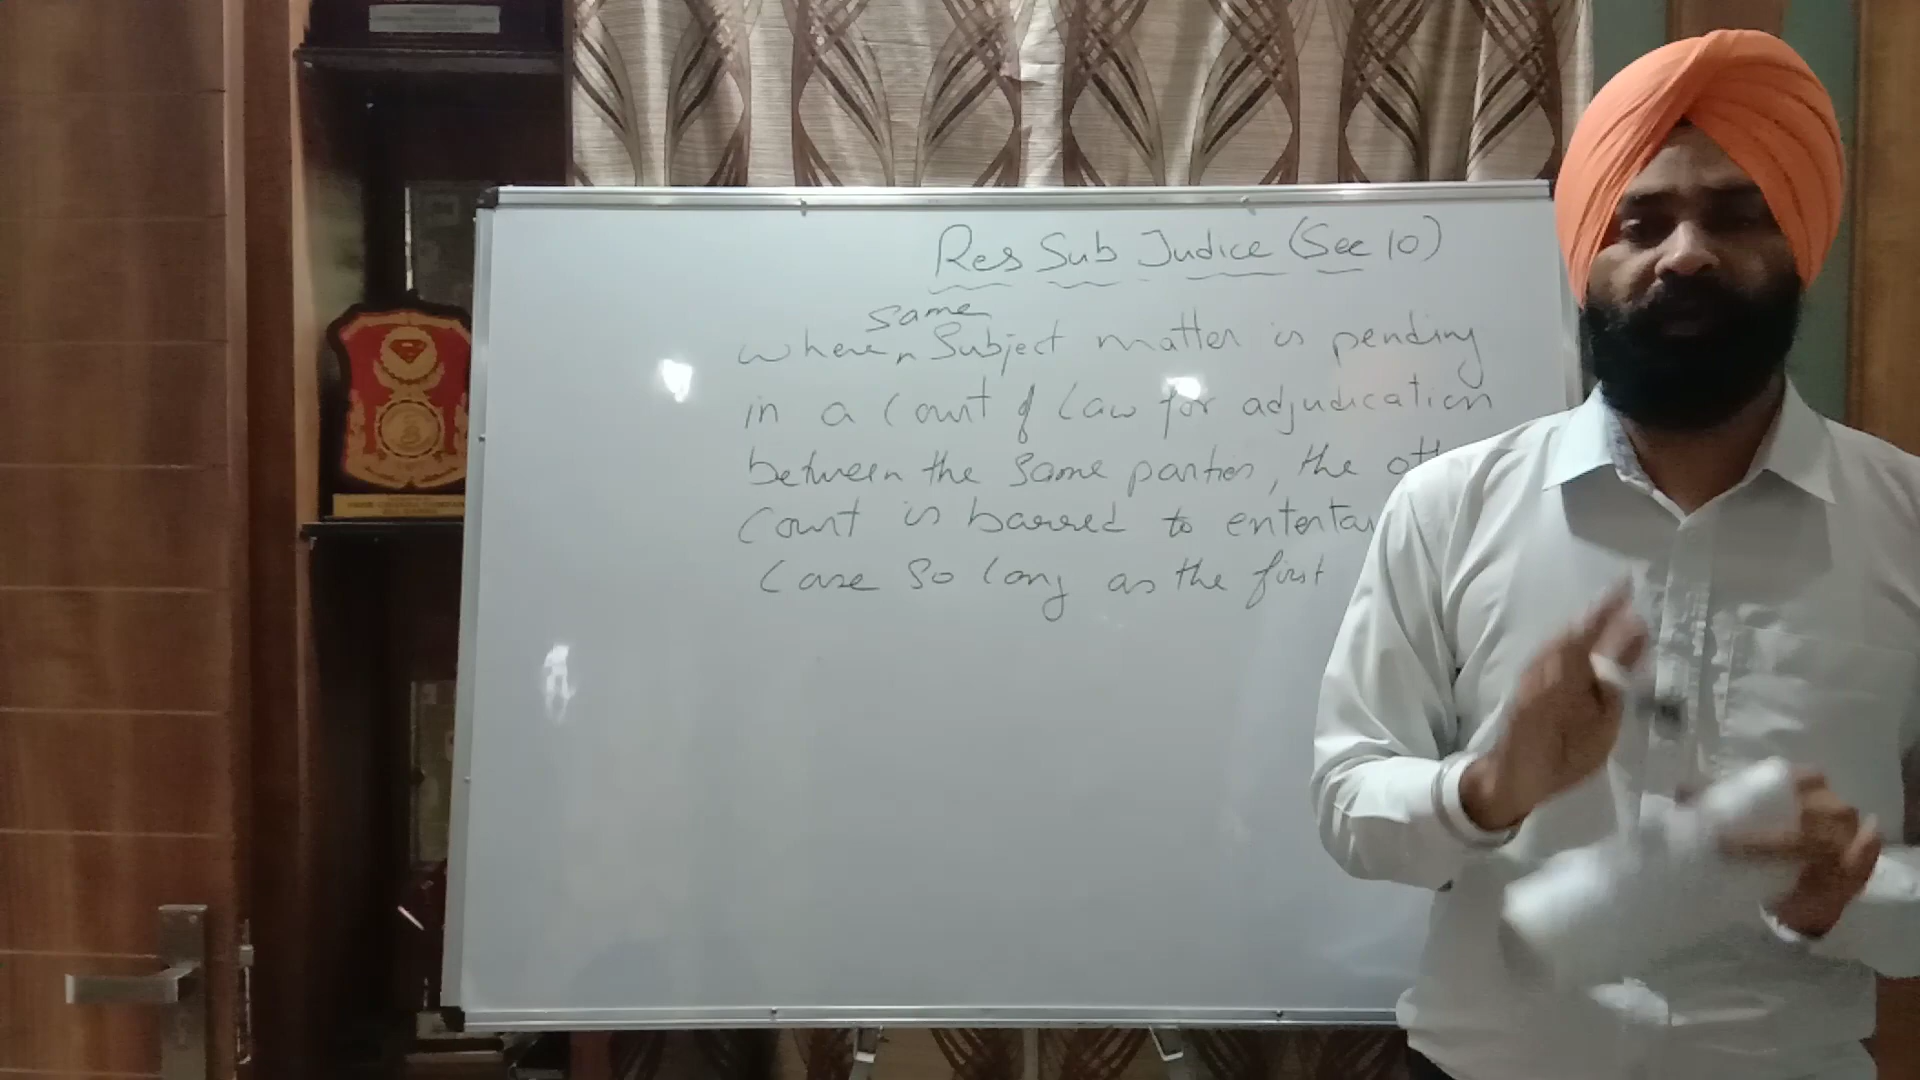 Res Sub Judice (Sec 10)
same
where ^ Subject matter is pending
in a Court of Law for adjudication
between the same parties, the
Court is barred to
Case so long as the first